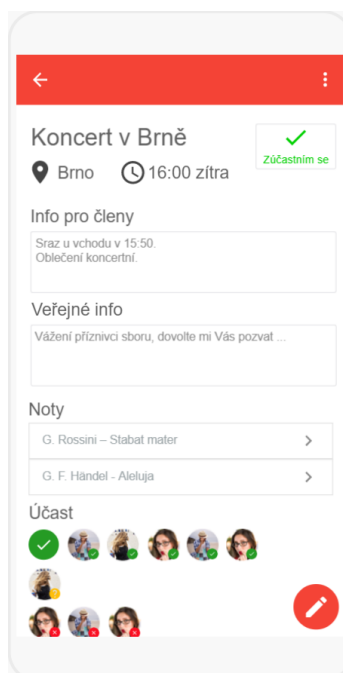 Koncert v Brně
Zúčastním se
Brno 16:00 zítra
Info pro členy
Sraz u vchodu v 15:50.
Oblečení koncertní.
Veřejné info
Vážení příznivci sboru, dovolte mi Vás pozvat ...
Noty
G. Rossini – Stabat mater
G. F. Händel - Aleluja
Účast